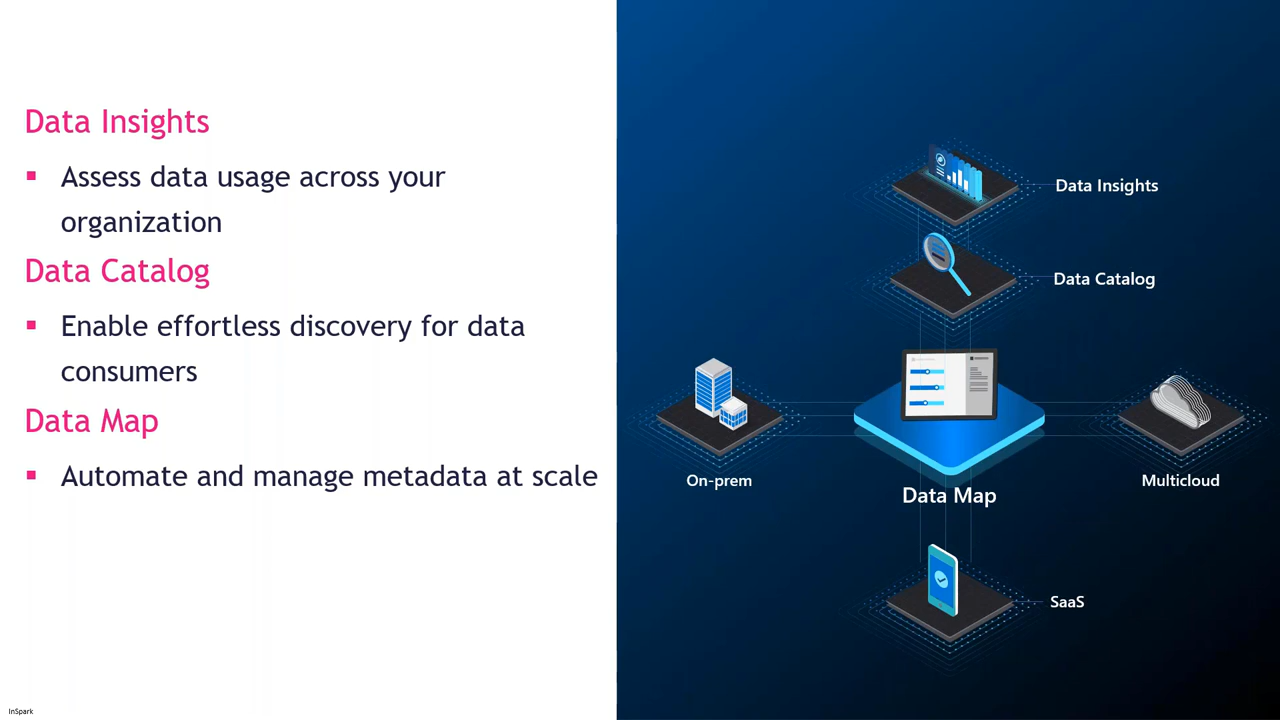 Data Insights
Assess data usage across your
organization
Data Catalog
Enable effortless discovery for data
consumers
Data Map
Automate and manage metadata at scale
InSpark
Data Insights
Data Catalog
On-prem
Data Map
Multicloud
SaaS